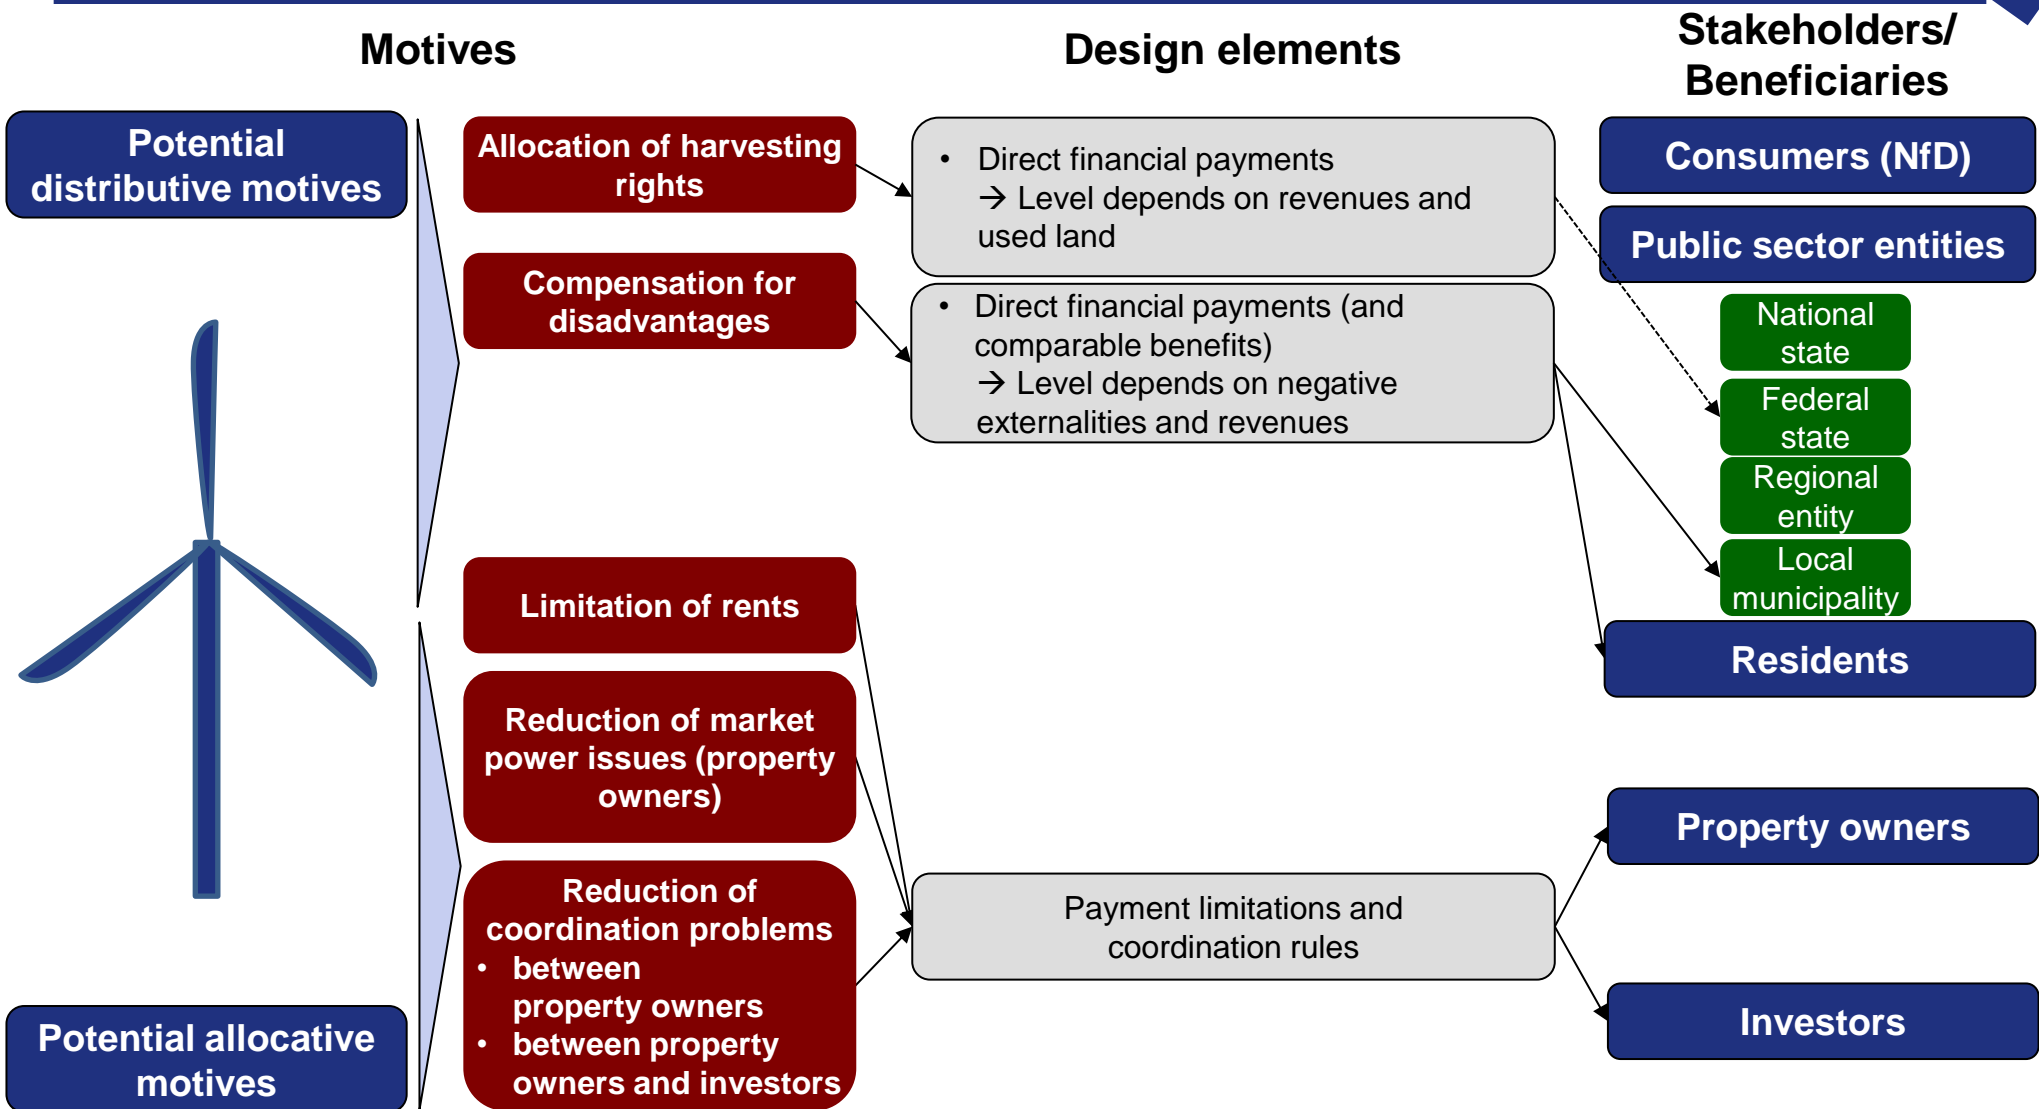 Motives
Design elements
Stakeholders/
Beneficiaries
Potential
distributive motives
Allocation of harvesting
rights
• Direct financial payments
→ Level depends on revenues and
used land
Consumers (NfD)
Public sector entities
Compensation for
disadvantages
• Direct financial payments (and
comparable benefits)
→ Level depends on negative
externalities and revenues
National
state
Federal
state
Regional
entity
Local
municipality
Limitation of rents
Residents
Reduction of market
power issues (property
owners)
Property owners
Reduction of
coordination problems
• between
property owners
• between property
owners and investors
Payment limitations and
coordination rules
Investors
Potential allocative
motives